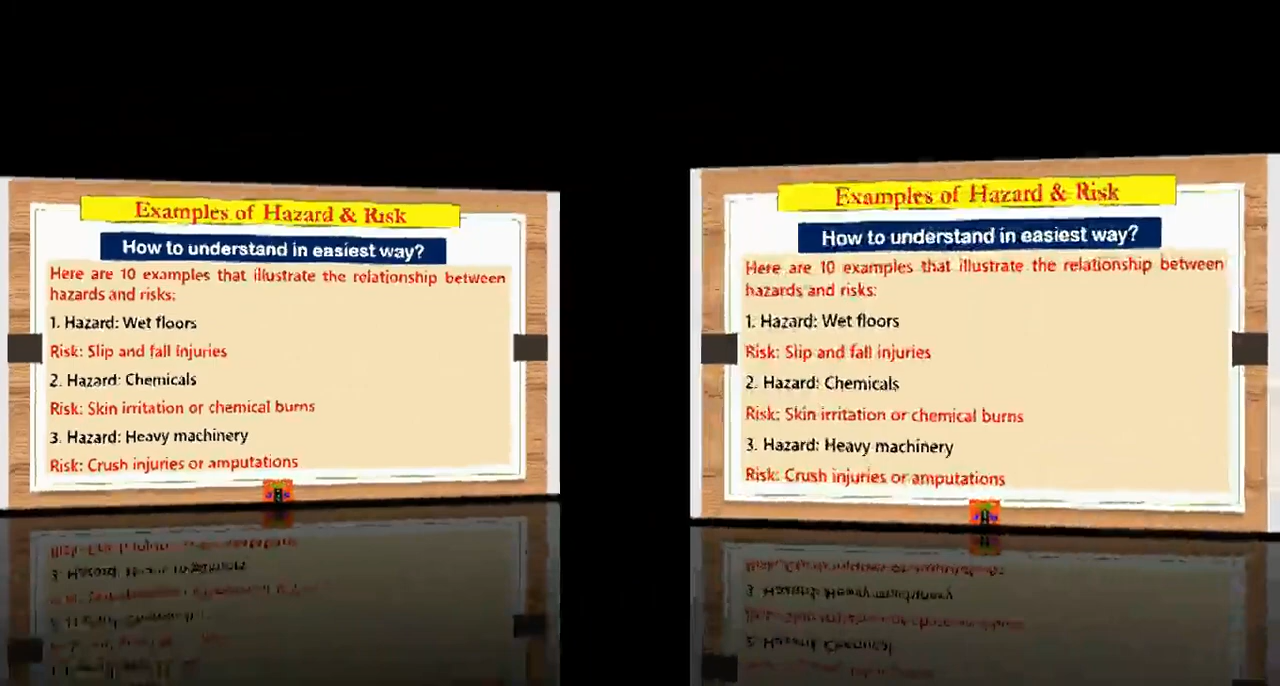 Examples of Hazard & Risk
How to understand in easiest way?
Here are 10 examples that illustrate the relationship between
hazards and risks:
1. Hazard: Wet floors
Risk: Slip and fall injuries
2. Hazard: Chemicals
Risk: Skin irritation or chemical burns
3. Hazard: Heavy machinery
Risk: Crush injuries or amputations
Examples of Hazard & Risk
How to understand in easiest way?
Here are 10 examples that illustrate the relationship between
hazards and risks:
1. Hazard: Wet floors
Risk: Slip and fall injuries
2. Hazard: Chemicals
Risk: Skin irritation or chemical burns
3. Hazard: Heavy machinery
Risk: Crush injuries or amputations